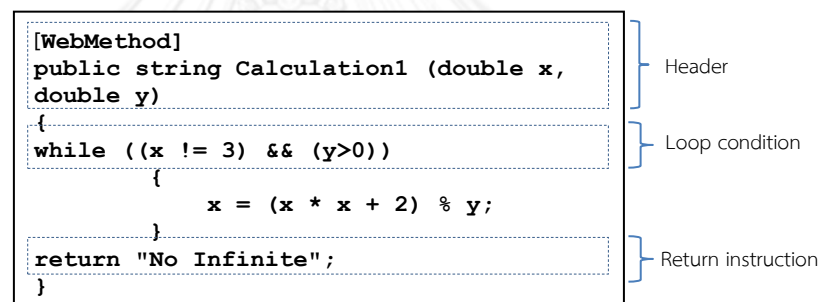 [WebMethod]
public string Calculation1 (double x,
double y)
Header
{
while ((x != 3) && (y>0))
Loop condition
{
x = (x * x + 2) % y;
}
return "No Infinite";
Return instruction
}